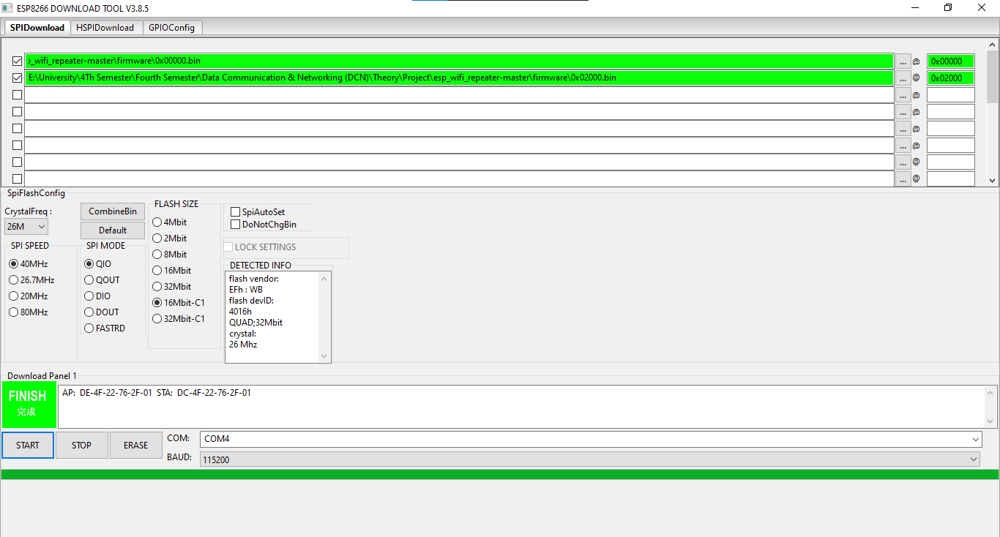 ESP8266 DOWNLOAD TOOL V3.8.5
SPIDownload HSPIDownload GPIOConfig
_wifi_repeater-master\firmware\0x00000.bin ... @ 0x00000
E:\University\4Th Semester\Fourth Semester\Data Communication & Networking (DCN)\Theory\Project\esp_wifi_repeater-master\firmware\0x02000.bin ... @ 0x02000
... @
... @
... @
... @
... @
... @
SpiFlashConfig
CrystalFreq :
26M
CombineBin
Default
SPI SPEED
40MHz
26.7MHz
20MHz
80MHz
SPI MODE
QIO
QOUT
DIO
DOUT
FASTRD
FLASH SIZE
4Mbit
2Mbit
8Mbit
16Mbit
32Mbit
16Mbit-C1
32Mbit-C1
SpiAutoSet
DoNotChgBin
LOCK SETTINGS
DETECTED INFO
flash vendor:
EFh : WB
flash devID:
4016h
QUAD;32Mbit
crystal:
26 Mhz
Download Panel 1
FINISH
完成
AP: DE-4F-22-76-2F-01 STA: DC-4F-22-76-2F-01
START STOP ERASE
COM: COM4
BAUD: 115200